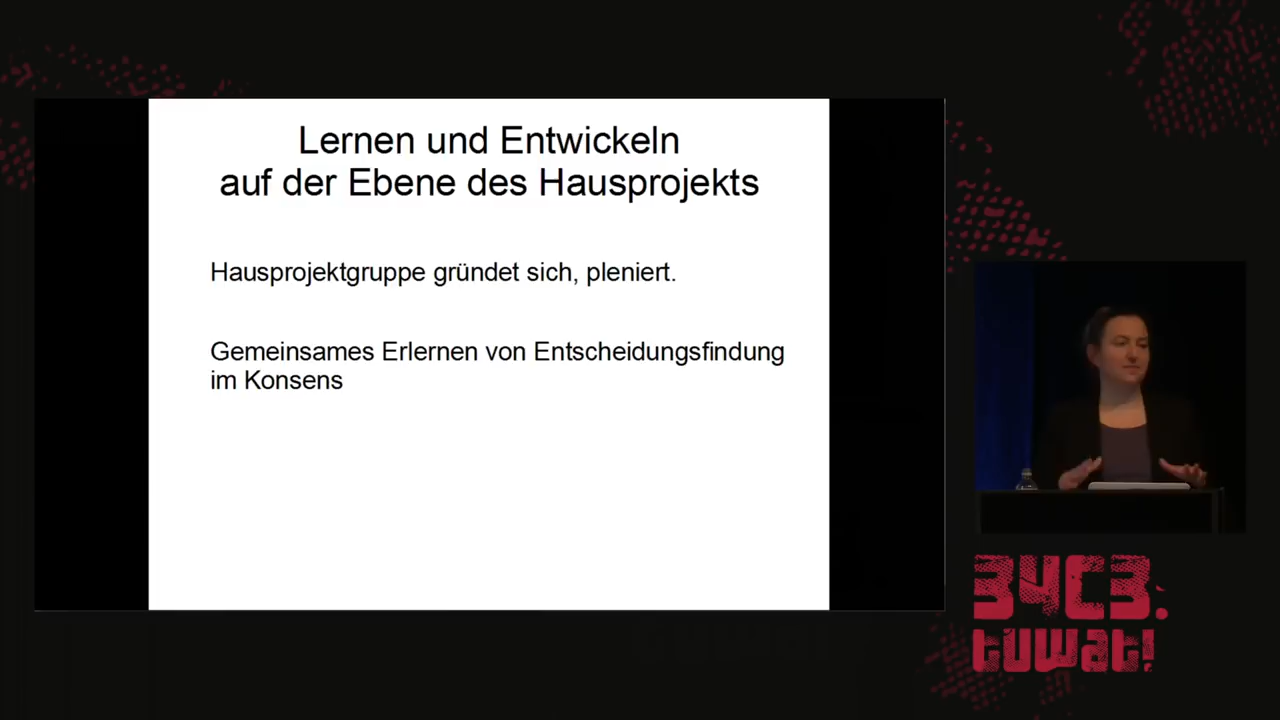 Lernen und Entwickeln
auf der Ebene des Hausprojekts
Hausprojektgruppe gründet sich, pleniert.
Gemeinsames Erlernen von Entscheidungsfindung
im Konsens
34C3.
tuwat!